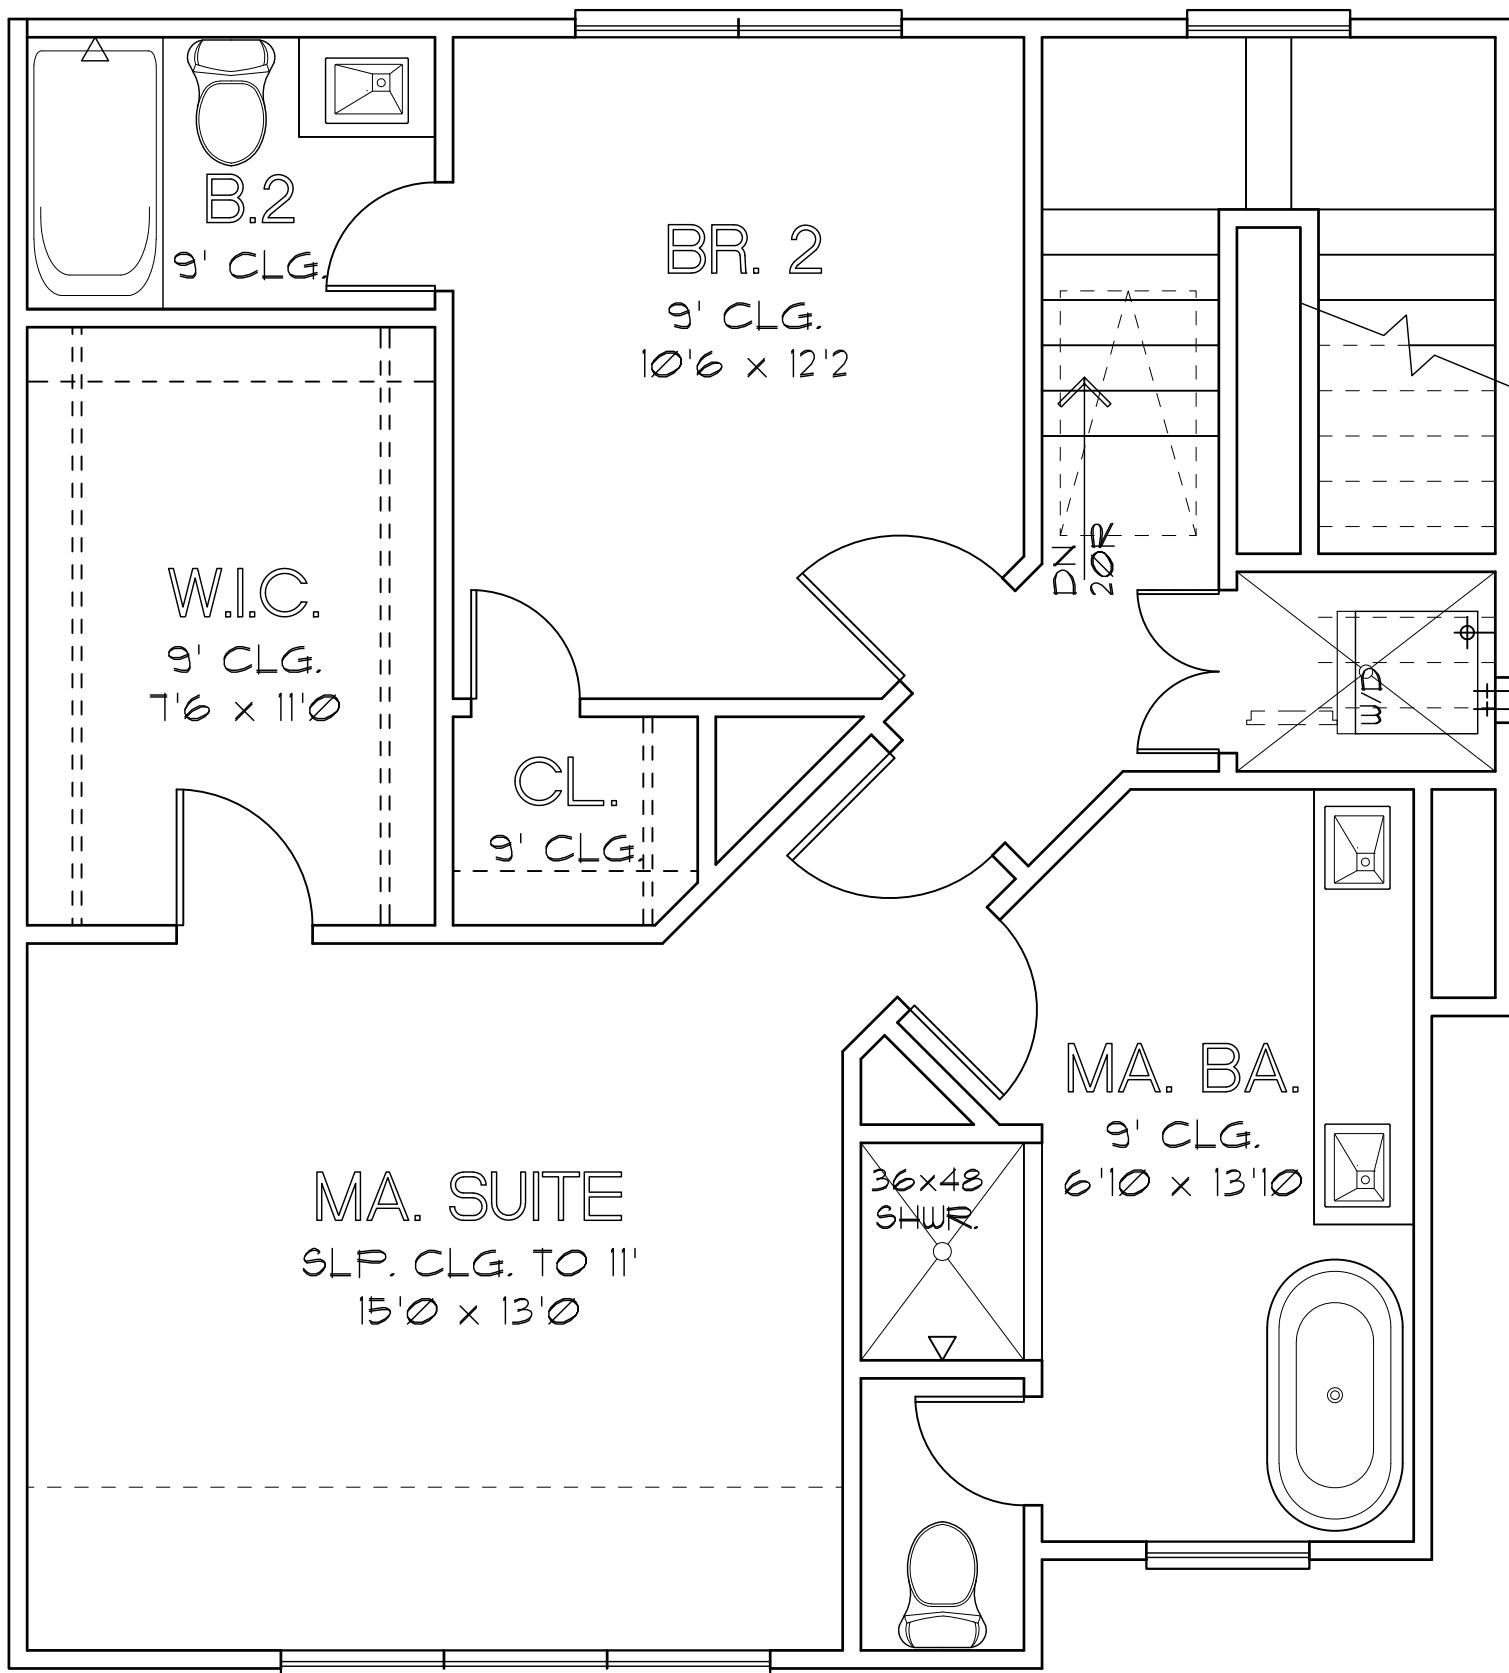 B.2
9' CLG.
BR. 2
9' CLG.
10'6 x 12'2
DN
20R
W.I.C.
9' CLG.
7'6 x 11'0
W/D
CL.
9' CLG.
MA. BA.
9' CLG.
6'10 x 13'10
36x48
SHWR.
MA. SUITE
SLP. CLG. TO 11'
15'0 x 13'0